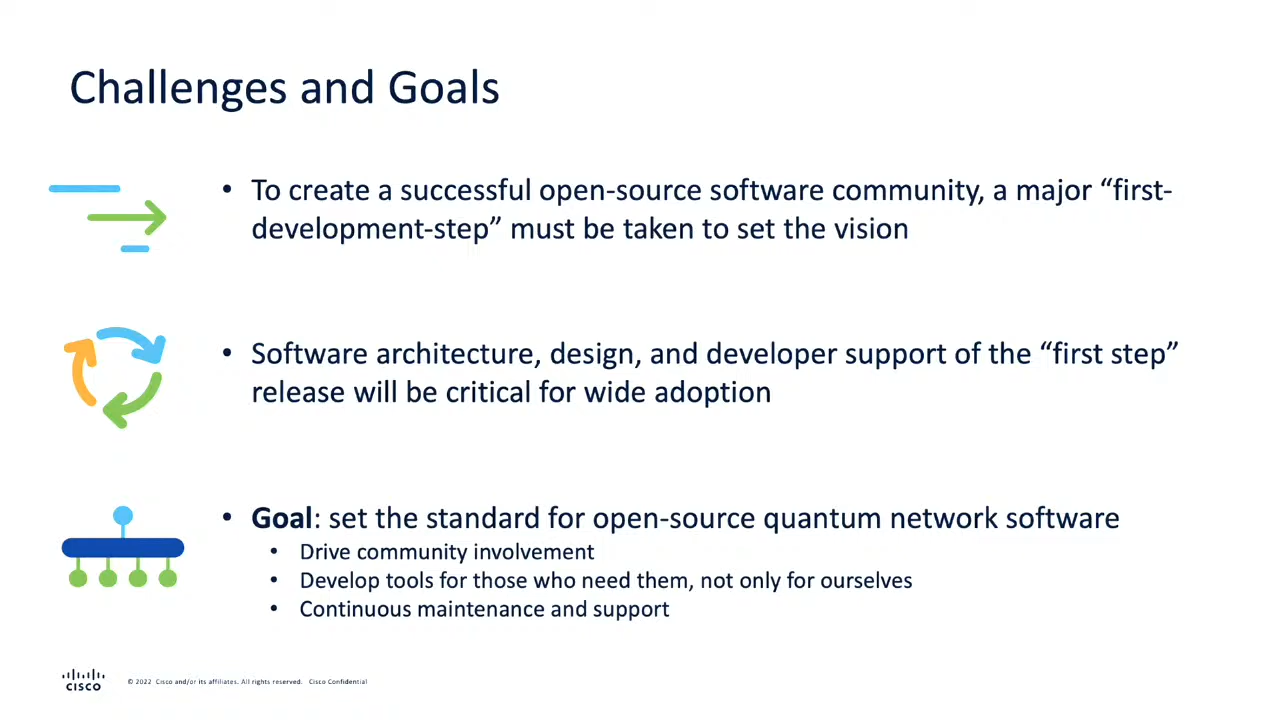 Challenges and Goals
• To create a successful open-source software community, a major “first-
development-step” must be taken to set the vision
• Software architecture, design, and developer support of the “first step”
release will be critical for wide adoption
• Goal: set the standard for open-source quantum network software
• Drive community involvement
• Develop tools for those who need them, not only for ourselves
• Continuous maintenance and support
CISCO
© 2022 Cisco and/or its affiliates. All rights reserved. Cisco Confidential